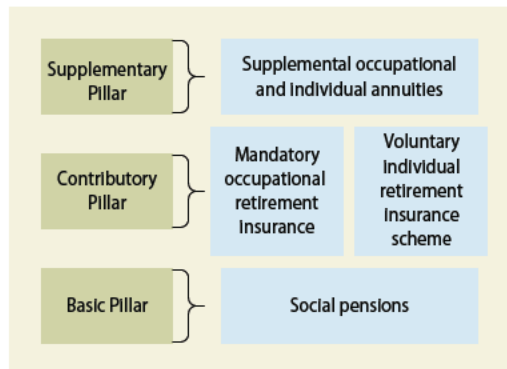 Supplementary
Pillar
Supplemental occupational
and individual annuities
Contributory
Pillar
Mandatory
occupational
retirement
insurance
Voluntary
individual
retirement
insurance
scheme
Basic Pillar
Social pensions